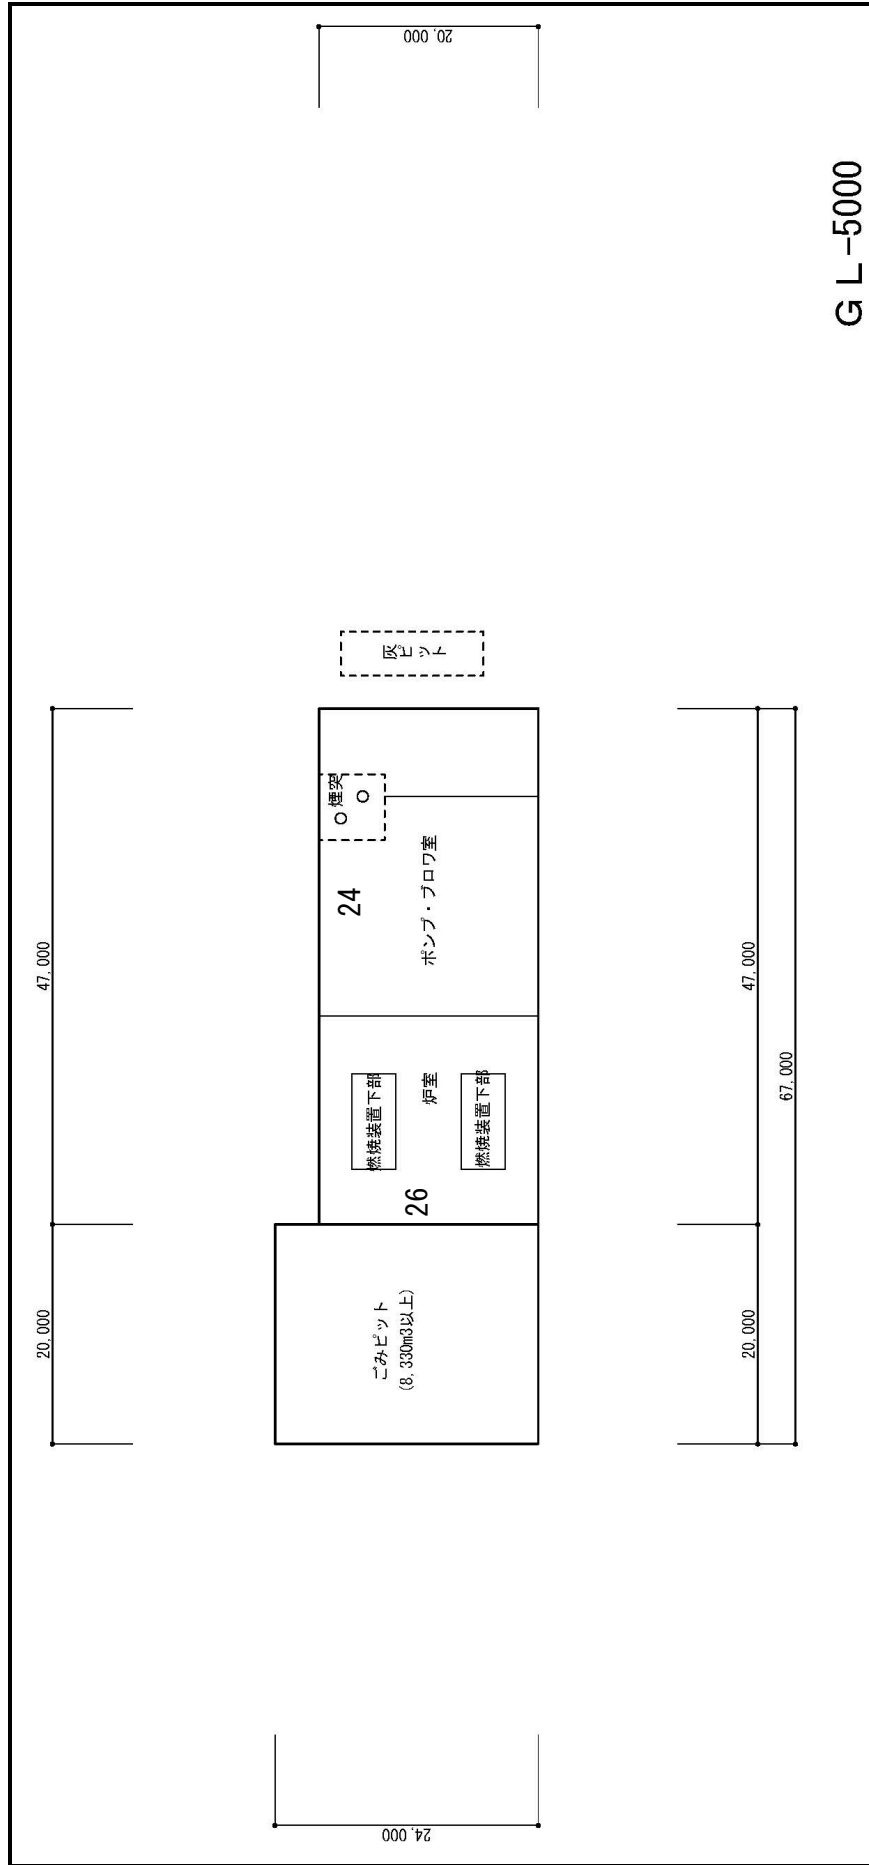 20,000
GL-5000
灰ピット
煙突
24
ポンプ・ブロワ室
47,000
47,000
67,000
燃焼装置下部
炉室
燃焼装置下部
26
20,000
ごみピット
(8,330m3以上)
20,000
24,000